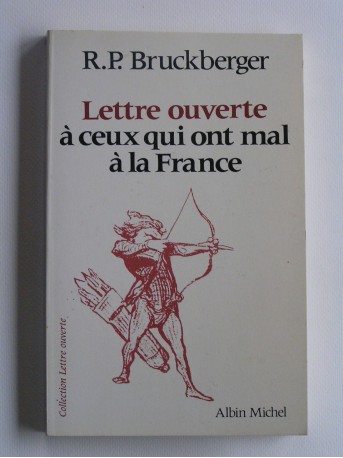 R.P. Bruckberger
Lettre ouverte
à ceux qui ont mal
à la France
Collection Lettre ouverte
Albin Michel